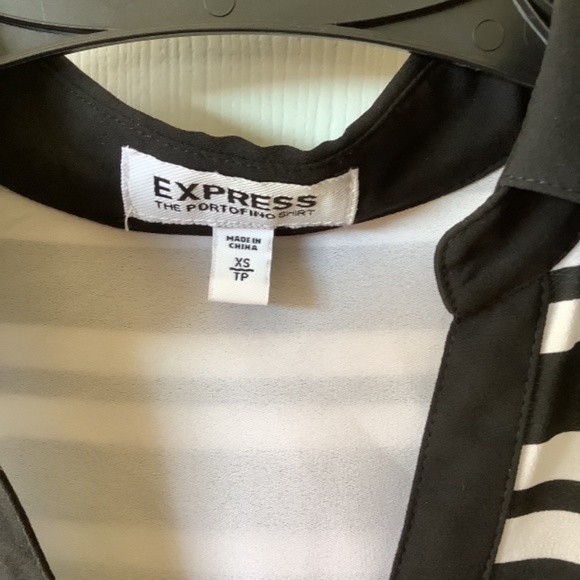 EXPRESS
THE PORTOFINO SHIRT
MADE IN
CHINA
XS
TP